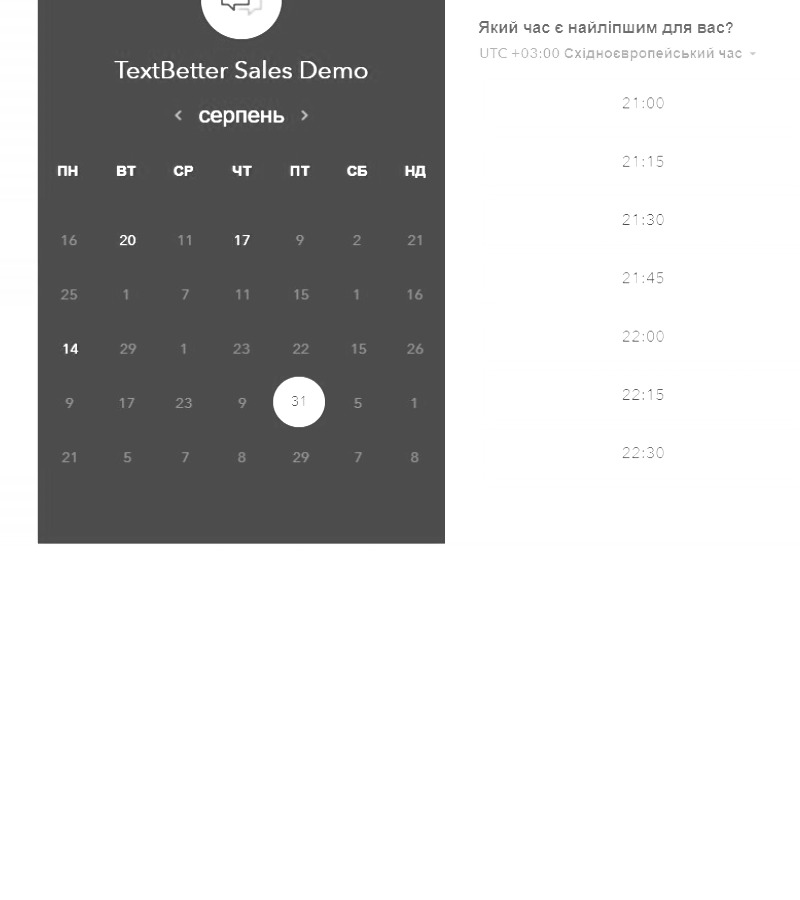 TextBetter Sales Demo
серпень
ПН ВТ СР ЧТ ПТ СБ НД
16 20 11 17 9 2 21
25 1 7 11 15 1 16
14 29 1 23 22 15 26
9 17 23 9 31 5 1
21 5 7 8 29 7 8
Який час є найліпшим для вас?
UTC +03:00 Східноєвропейський час
21:00
21:15
21:30
21:45
22:00
22:15
22:30